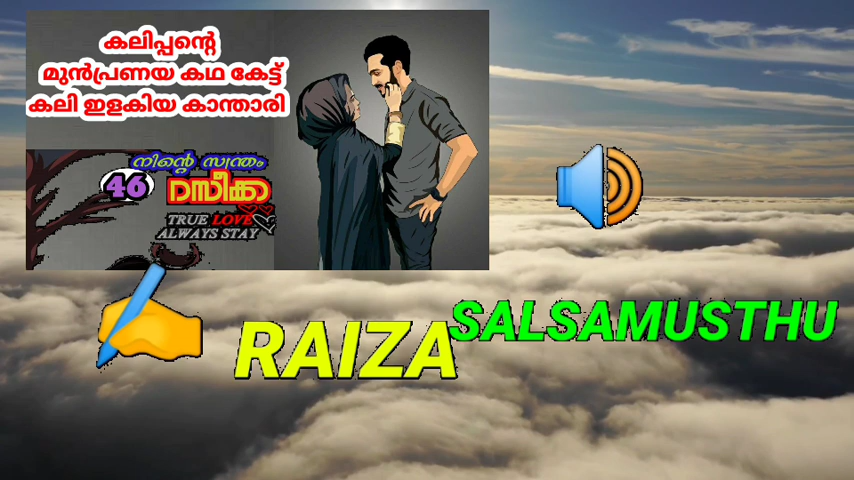 കലിപ്പന്റെ
മുൻപ്രണയ കഥ കേട്ട്
കലി ഇളകിയ കാന്താരി
നിന്റെ സ്വന്തം
46
റസീക്ക
TRUE LOVE
ALWAYS STAY
RAIZA
SALSAMUSTHU